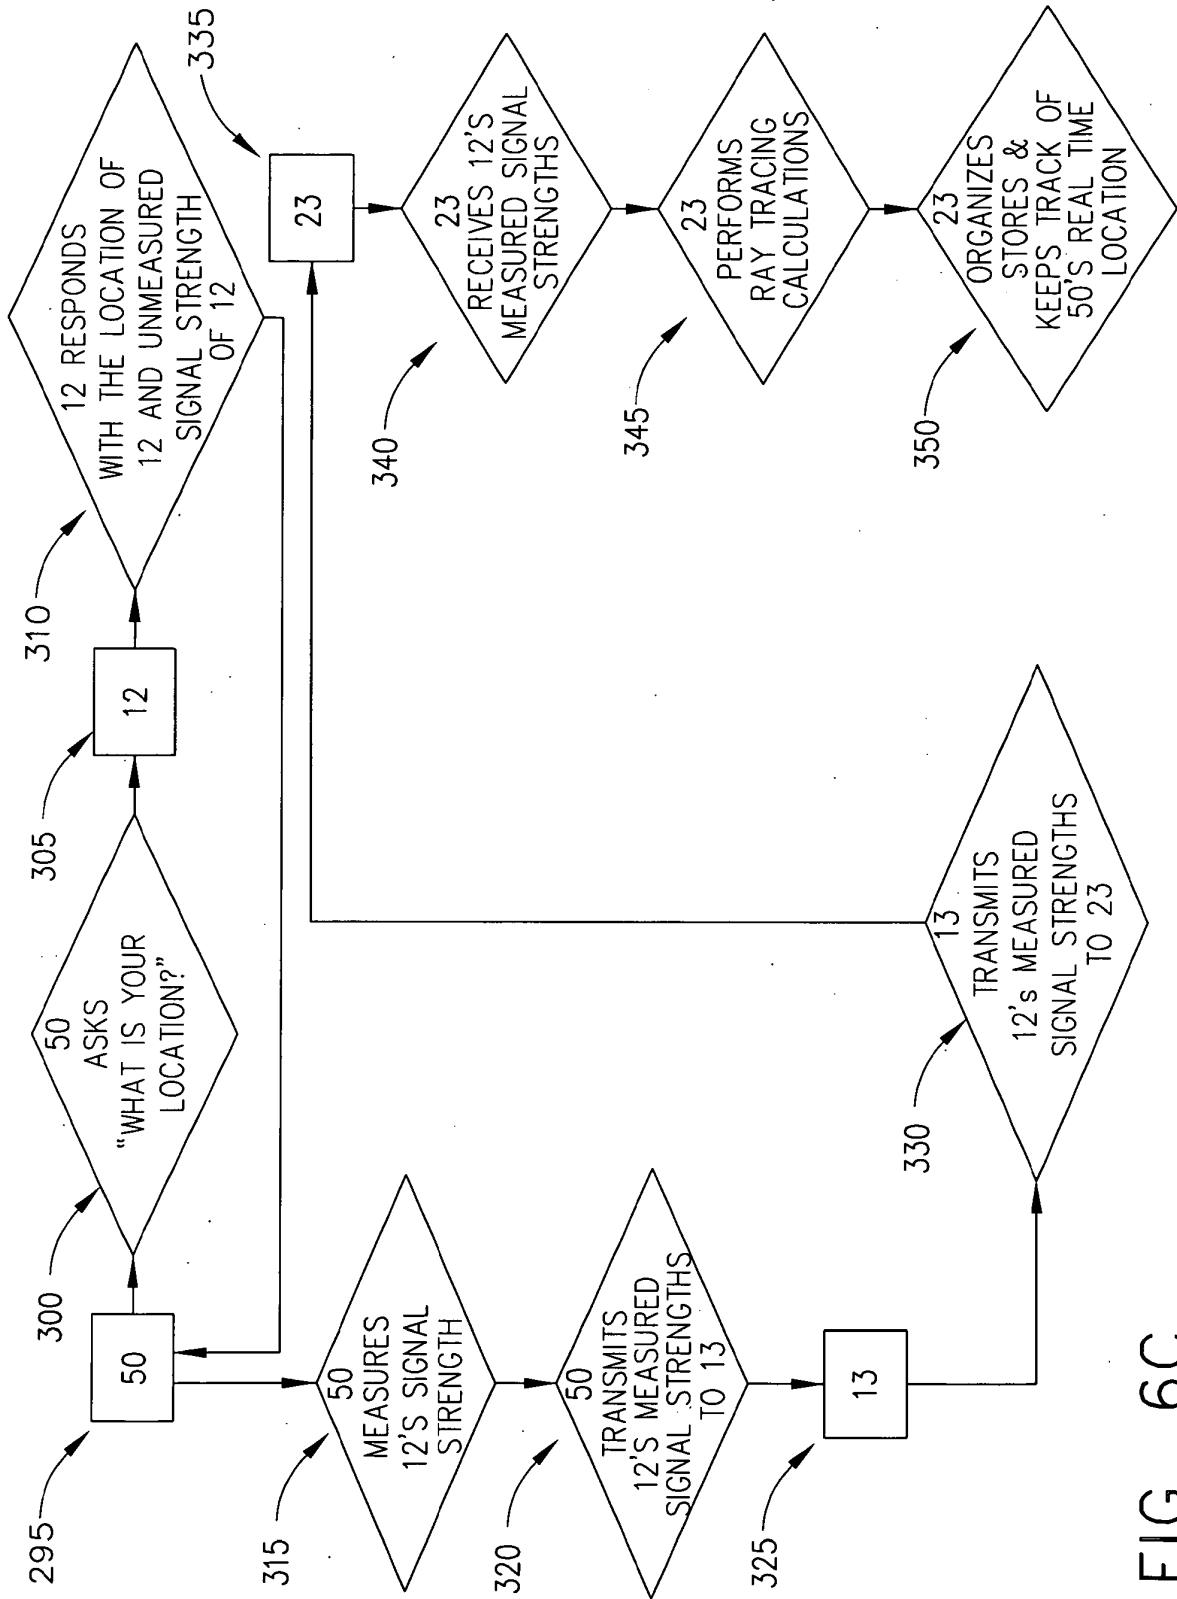 295
50
300
50
ASKS
"WHAT IS YOUR
LOCATION?"
305
12
310
12 RESPONDS
WITH THE LOCATION OF
12 AND UNMEASURED
SIGNAL STRENGTH
OF 12
315
50
MEASURES
12'S SIGNAL
STRENGTH
320
50
TRANSMITS
12'S MEASURED
SIGNAL STRENGTHS
TO 13
325
13
330
13
TRANSMITS
12's MEASURED
SIGNAL STRENGTHS
TO 23
335
23
340
23
RECEIVES 12'S
MEASURED SIGNAL
STRENGTHS
345
23
PERFORMS
RAY TRACING
CALCULATIONS
350
23
ORGANIZES
STORES &
KEEPS TRACK OF
50'S REAL TIME
LOCATION
FIG. 6C